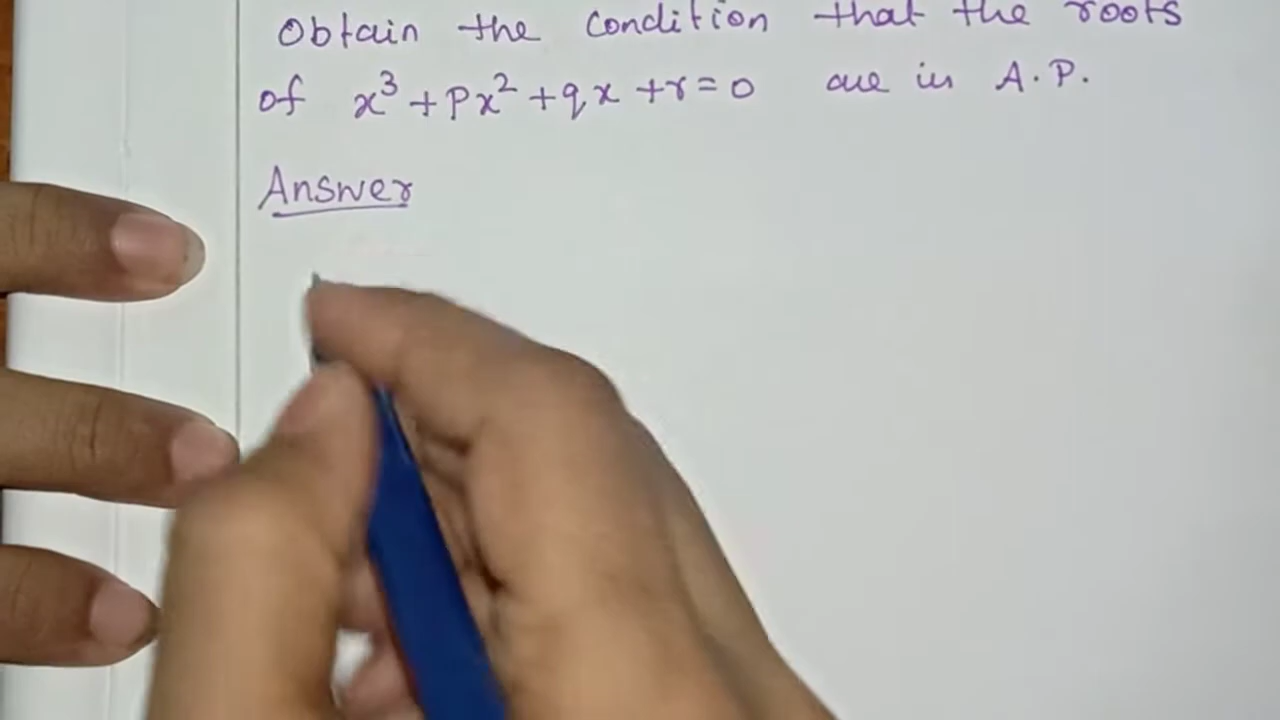 Obtain the Condition that the roots
of x³ + px² + qx + r = 0 are in A.P.
Answer